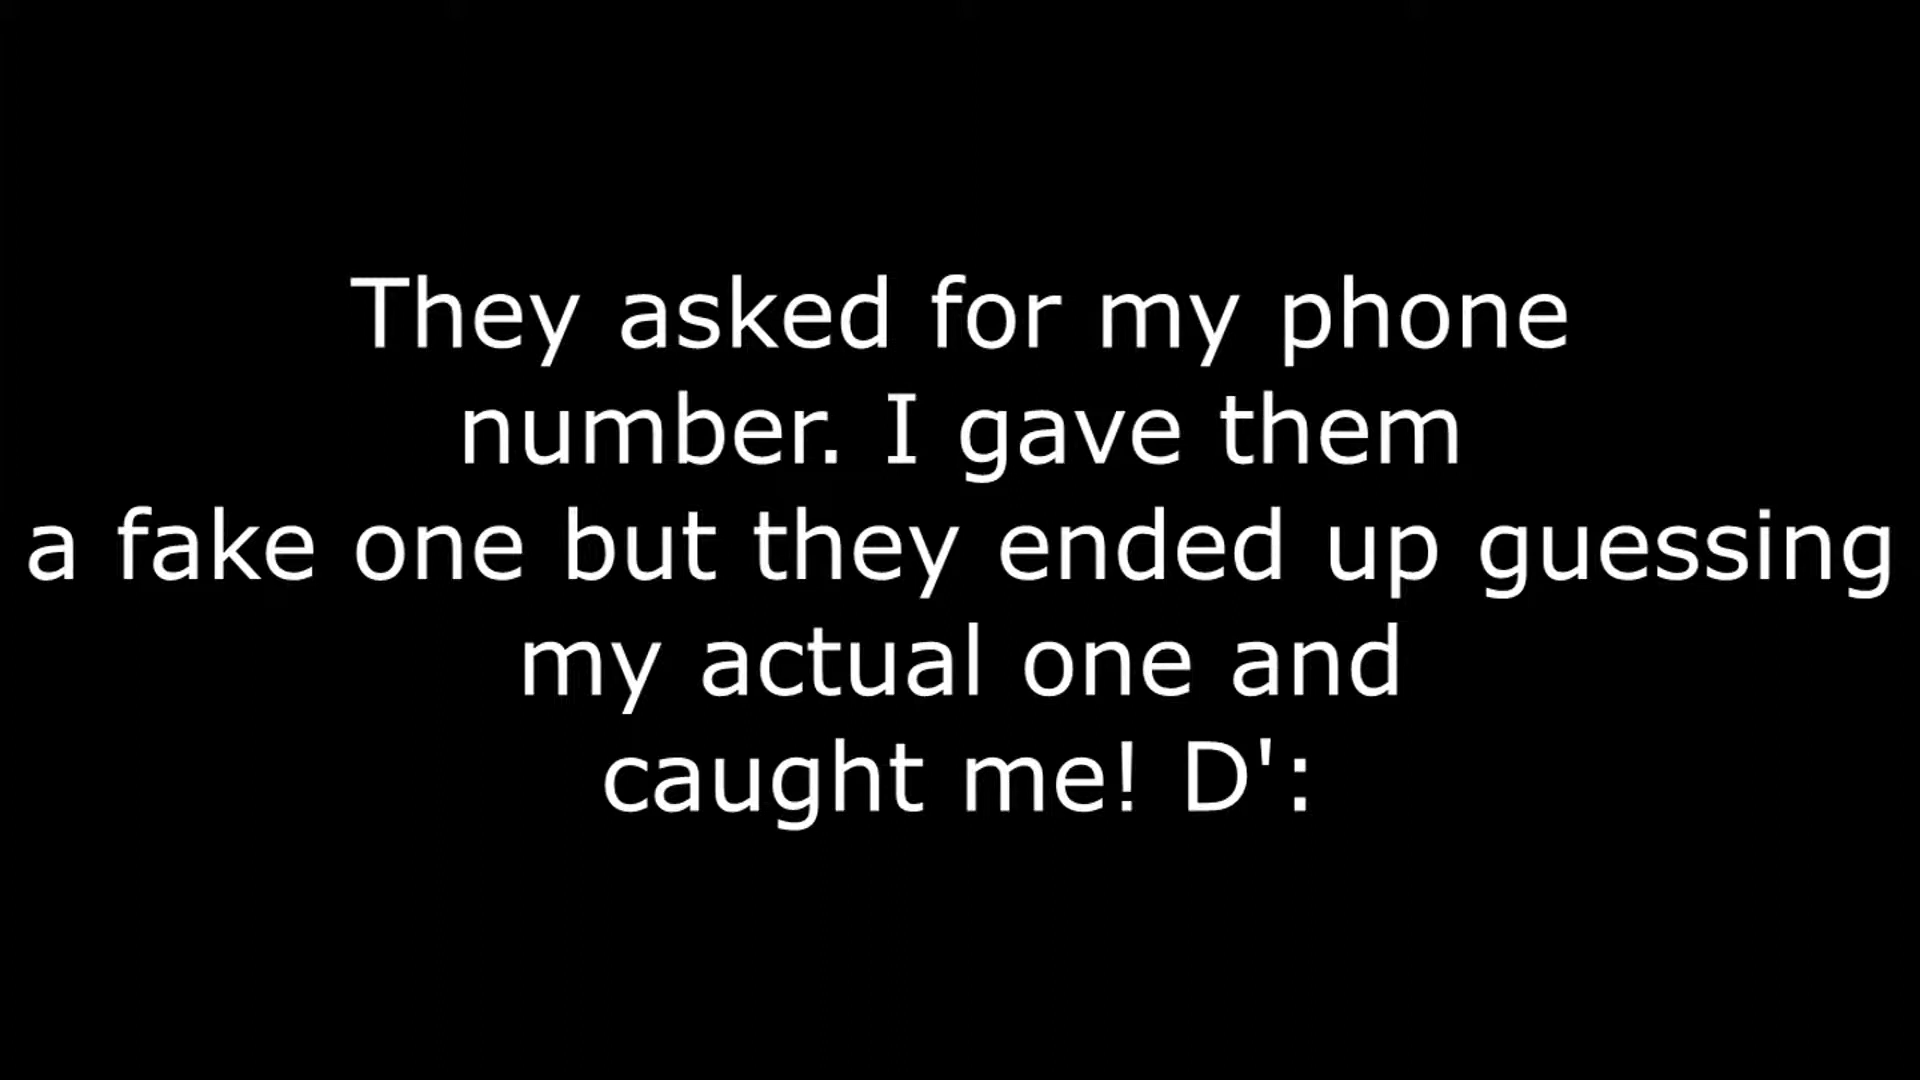 They asked for my phone
number. I gave them
a fake one but they ended up guessing
my actual one and
caught me! D':